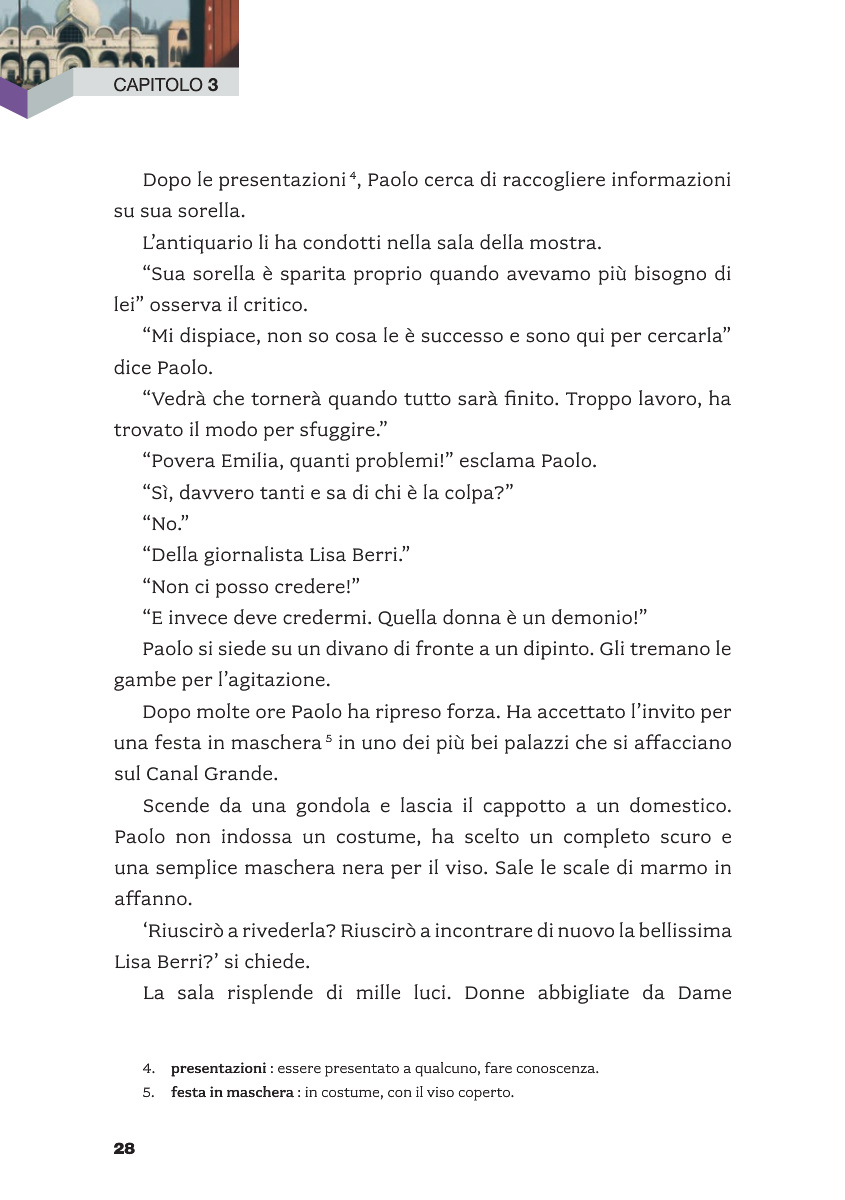 CAPITOLO 3
Dopo le presentazioni⁴, Paolo cerca di raccogliere informazioni
su sua sorella.
L’antiquario li ha condotti nella sala della mostra.
“Sua sorella è sparita proprio quando avevamo più bisogno di
lei” osserva il critico.
“Mi dispiace, non so cosa le è successo e sono qui per cercarla”
dice Paolo.
“Vedrà che tornerà quando tutto sarà finito. Troppo lavoro, ha
trovato il modo per sfuggire.”
“Povera Emilia, quanti problemi!” esclama Paolo.
“Sì, davvero tanti e sa di chi è la colpa?”
“No.”
“Della giornalista Lisa Berri.”
“Non ci posso credere!”
“E invece deve credermi. Quella donna è un demonio!”
Paolo si siede su un divano di fronte a un dipinto. Gli tremano le
gambe per l’agitazione.
Dopo molte ore Paolo ha ripreso forza. Ha accettato l’invito per
una festa in maschera⁵ in uno dei più bei palazzi che si affacciano
sul Canal Grande.
Scende da una gondola e lascia il cappotto a un domestico.
Paolo non indossa un costume, ha scelto un completo scuro e
una semplice maschera nera per il viso. Sale le scale di marmo in
affanno.
‘Riuscirò a rivederla? Riuscirò a incontrare di nuovo la bellissima
Lisa Berri?’ si chiede.
La sala risplende di mille luci. Donne abbigliate da Dame
4. presentazioni : essere presentato a qualcuno, fare conoscenza.
5. festa in maschera : in costume, con il viso coperto.
28